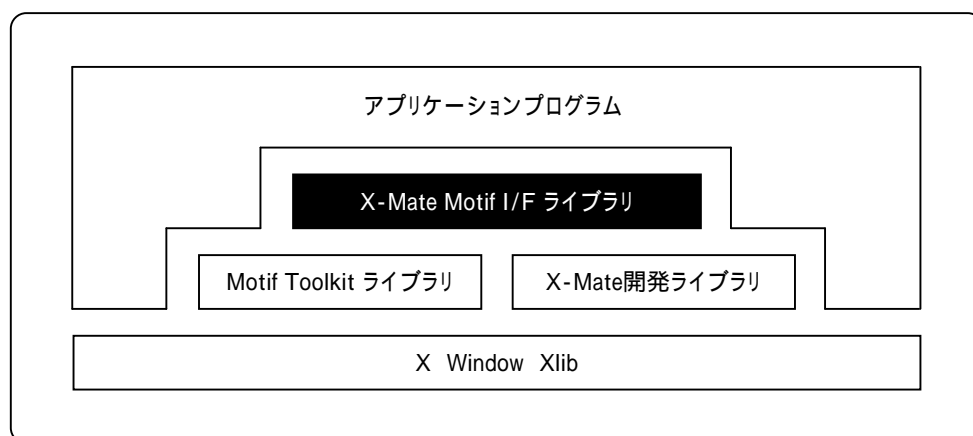 アプリケーションプログラム
X-Mate Motif I/F ライブラリ
Motif Toolkit ライブラリ
X-Mate開発ライブラリ
X Window Xlib